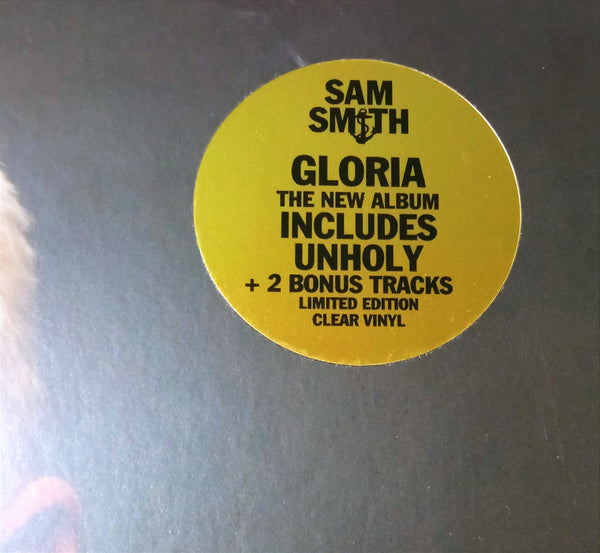 SAM
SMITH
GLORIA
THE NEW ALBUM
INCLUDES
UNHOLY
+ 2 BONUS TRACKS
LIMITED EDITION
CLEAR VINYL